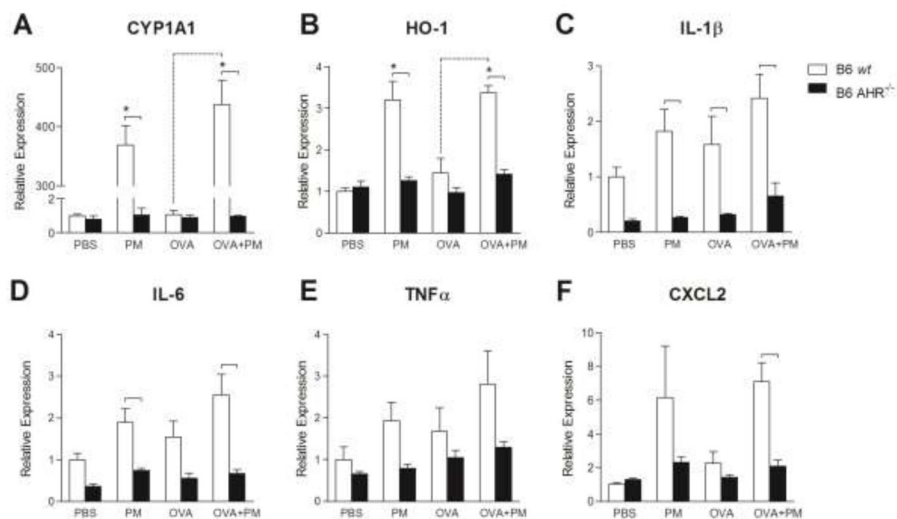 A CYP1A1
B HO-1
C IL-1β
B6 wt
B6 AHR-/-
Relative Expression
500
400
300
2
0
* *
PBS PM OVA OVA+PM
Relative Expression
4
3
2
1
0
* *
PBS PM OVA OVA+PM
Relative Expression
3
2
1
0
PBS PM OVA OVA+PM
D IL-6
E TNFα
F CXCL2
Relative Expression
4
3
2
1
0
PBS PM OVA OVA+PM
Relative Expression
4
3
2
1
0
PBS PM OVA OVA+PM
Relative Expression
10
8
6
4
2
0
PBS PM OVA OVA+PM